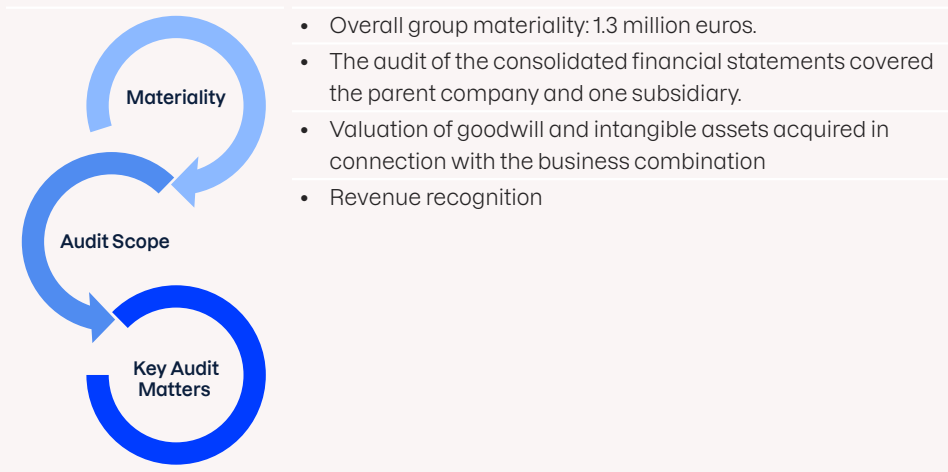 Materiality
Audit Scope
Key Audit
Matters
• Overall group materiality: 1.3 million euros.
• The audit of the consolidated financial statements covered
the parent company and one subsidiary.
• Valuation of goodwill and intangible assets acquired in
connection with the business combination
• Revenue recognition